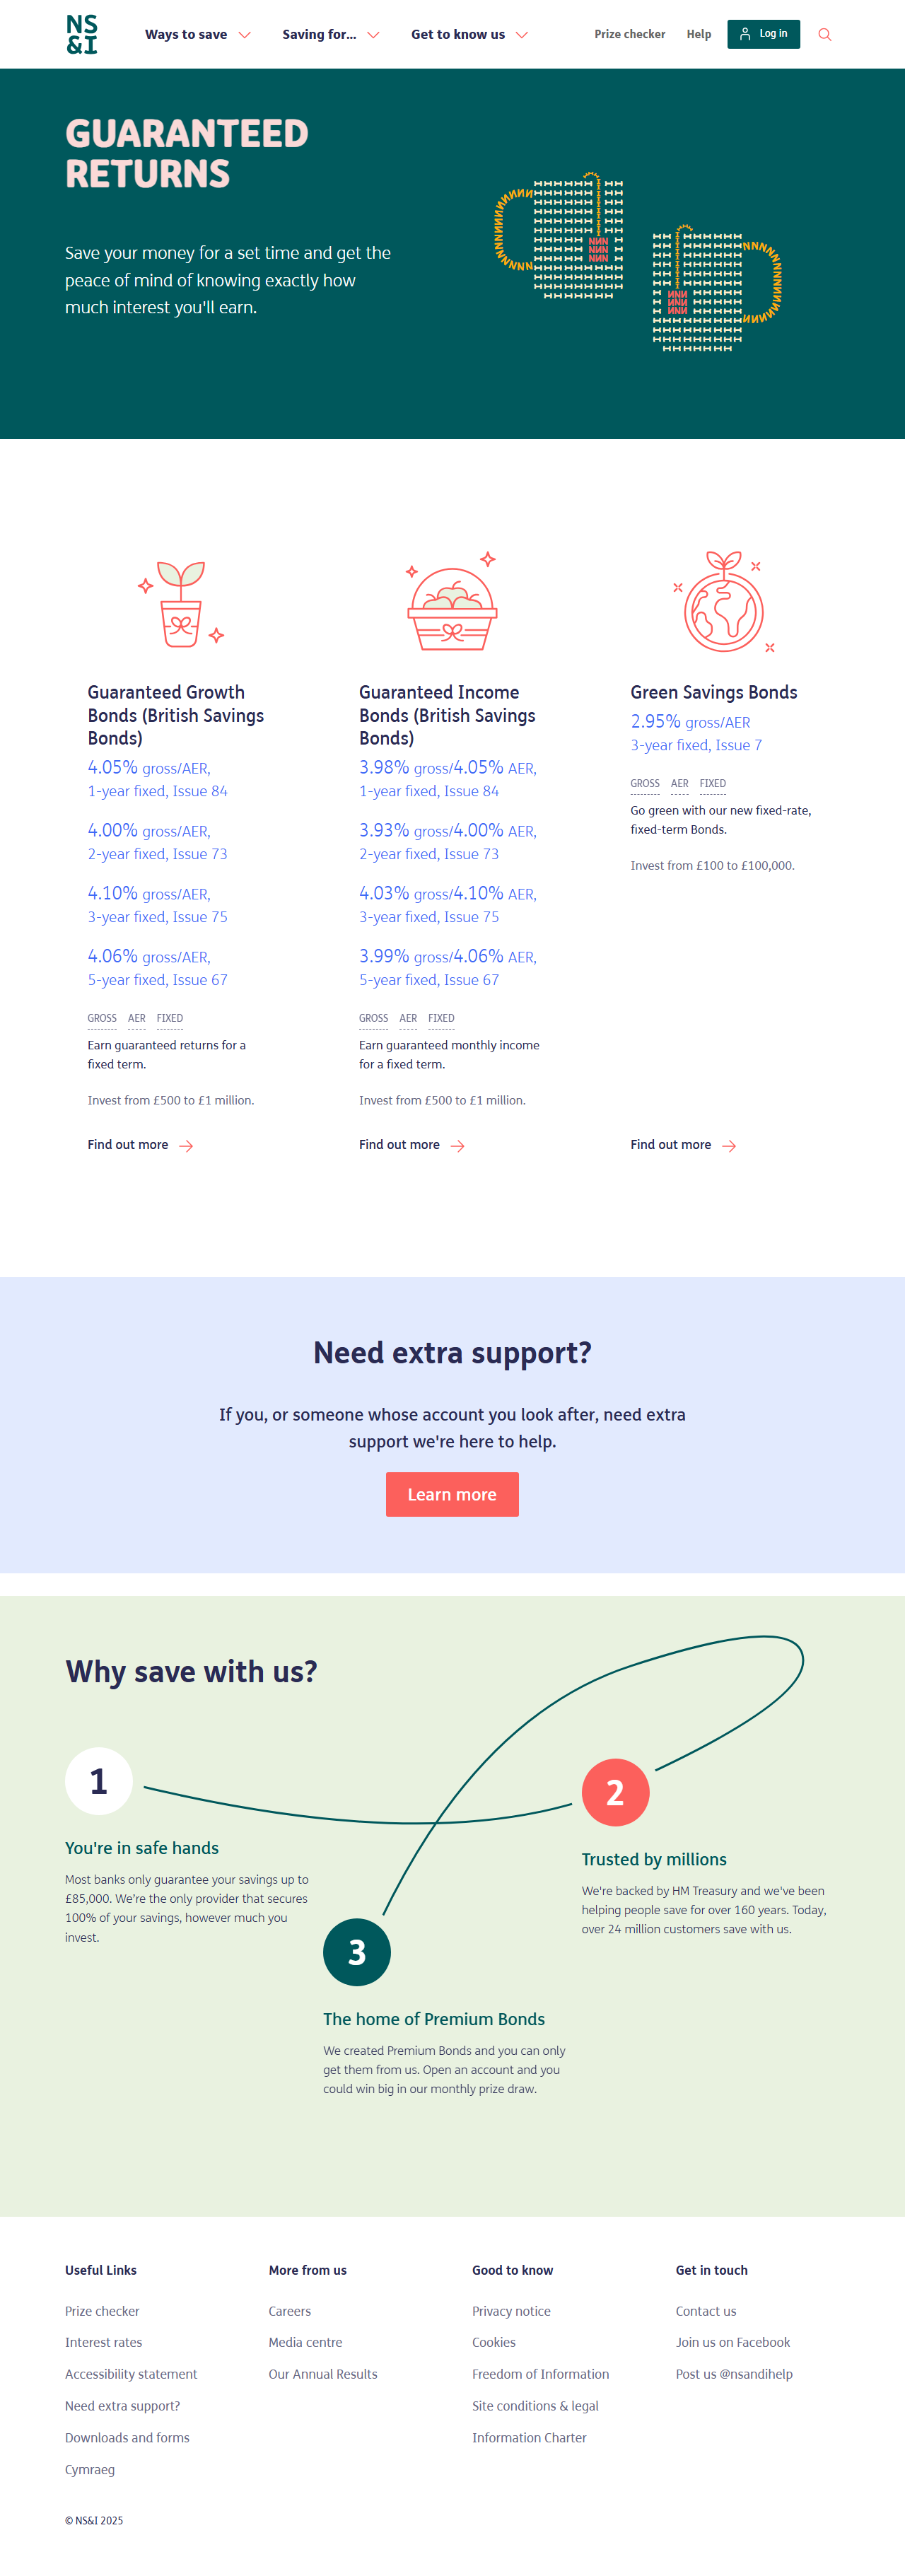 NS
&I
Ways to save
Saving for...
Get to know us
Prize checker
Help
Log in
GUARANTEED
RETURNS
Save your money for a set time and get the
peace of mind of knowing exactly how
much interest you'll earn.
Guaranteed Growth
Bonds (British Savings
Bonds)
4.05% gross/AER,
1-year fixed, Issue 84
4.00% gross/AER,
2-year fixed, Issue 73
4.10% gross/AER,
3-year fixed, Issue 75
4.06% gross/AER,
5-year fixed, Issue 67
GROSS AER FIXED
Earn guaranteed returns for a
fixed term.
Invest from £500 to £1 million.
Find out more
Guaranteed Income
Bonds (British Savings
Bonds)
3.98% gross/4.05% AER,
1-year fixed, Issue 84
3.93% gross/4.00% AER,
2-year fixed, Issue 73
4.03% gross/4.10% AER,
3-year fixed, Issue 75
3.99% gross/4.06% AER,
5-year fixed, Issue 67
GROSS AER FIXED
Earn guaranteed monthly income
for a fixed term.
Invest from £500 to £1 million.
Find out more
Green Savings Bonds
2.95% gross/AER
3-year fixed, Issue 7
GROSS AER FIXED
Go green with our new fixed-rate,
fixed-term Bonds.
Invest from £100 to £100,000.
Find out more
Need extra support?
If you, or someone whose account you look after, need extra
support we're here to help.
Learn more
Why save with us?
1
You're in safe hands
Most banks only guarantee your savings up to
£85,000. We're the only provider that secures
100% of your savings, however much you
invest.
2
Trusted by millions
We're backed by HM Treasury and we've been
helping people save for over 160 years. Today,
over 24 million customers save with us.
3
The home of Premium Bonds
We created Premium Bonds and you can only
get them from us. Open an account and you
could win big in our monthly prize draw.
Useful Links
Prize checker
Interest rates
Accessibility statement
Need extra support?
Downloads and forms
Cymraeg
More from us
Careers
Media centre
Our Annual Results
Good to know
Privacy notice
Cookies
Freedom of Information
Site conditions & legal
Information Charter
Get in touch
Contact us
Join us on Facebook
Post us @nsandihelp
© NS&I 2025